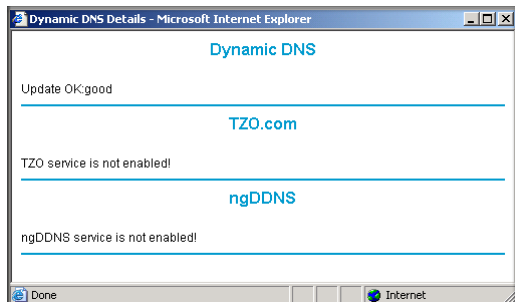 Dynamic DNS Details - Microsoft Internet Explorer
Dynamic DNS
Update OK:good
TZO.com
TZO service is not enabled!
ngDDNS
ngDDNS service is not enabled!
Done
Internet